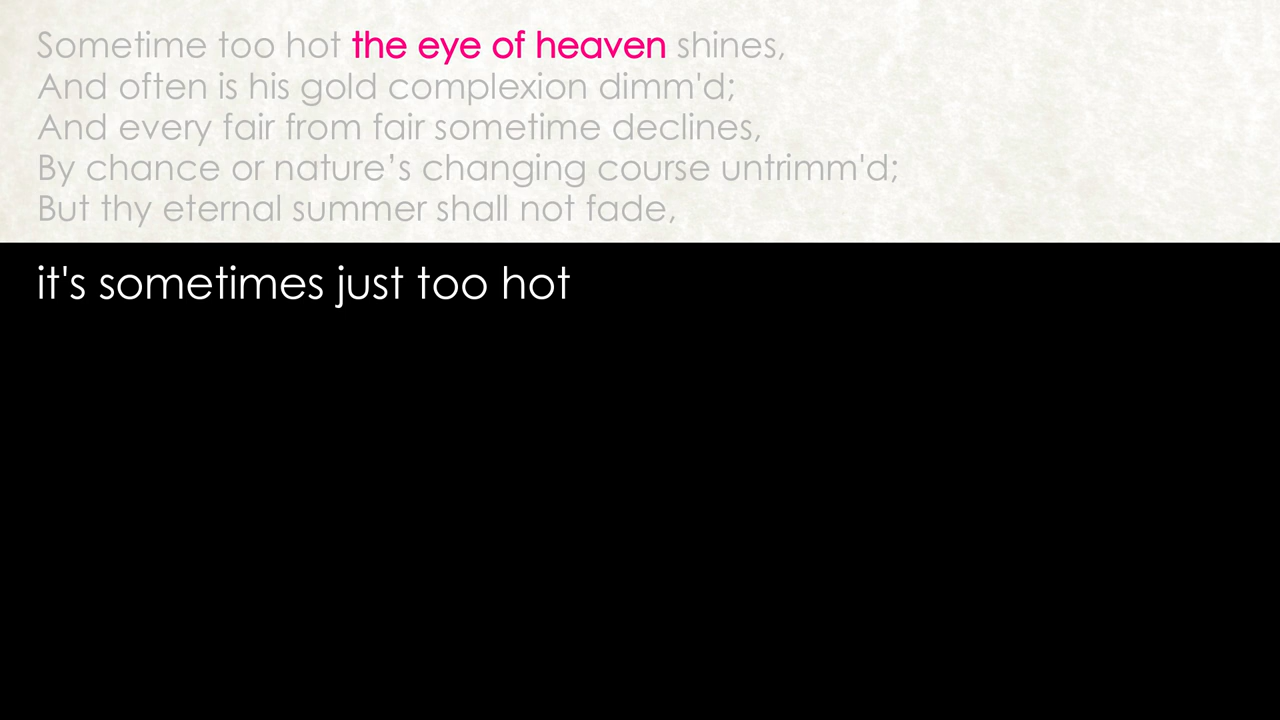 Sometime too hot the eye of heaven shines,
And often is his gold complexion dimm'd;
And every fair from fair sometime declines,
By chance or nature’s changing course untrimm'd;
But thy eternal summer shall not fade,
it's sometimes just too hot